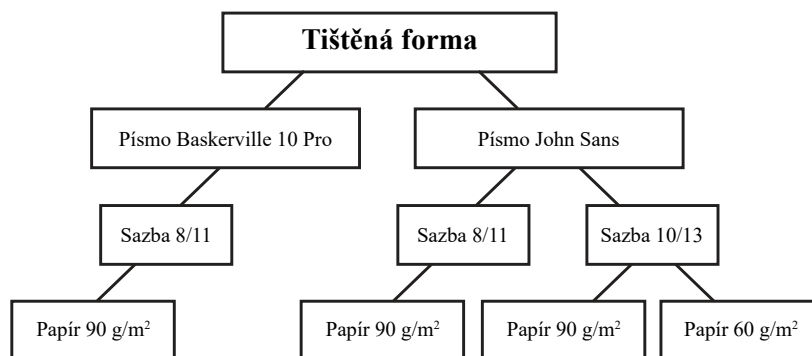 Tištěná forma
Písmo Baskerville 10 Pro
Písmo John Sans
Sazba 8/11
Sazba 8/11
Sazba 10/13
Papír 90 g/m²
Papír 90 g/m²
Papír 90 g/m²
Papír 60 g/m²